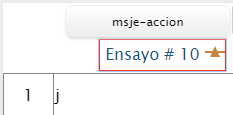 msje-accion
Ensayo # 10
1 j